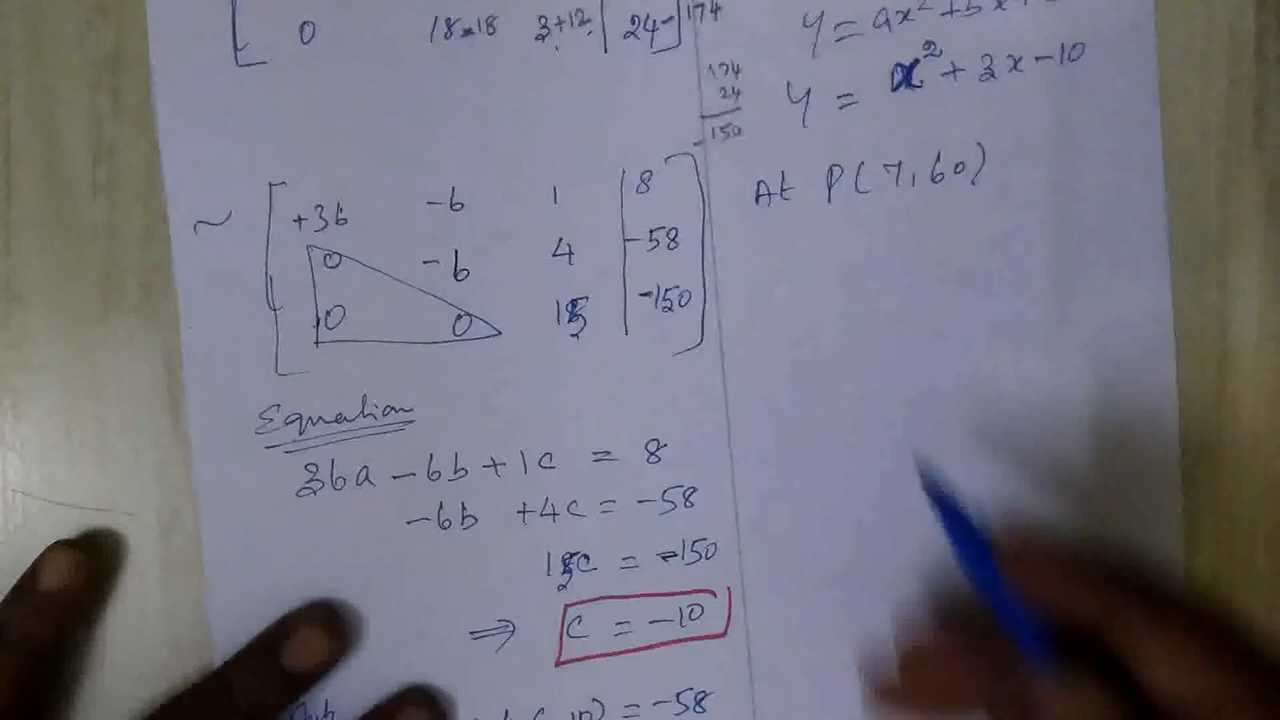 0 18-18 3+12 | 24-174
174
24
-150
~ +36 -6 1 8
0 -6 4 -58
0 0 15 -150
Equation
36a - 6b + 1c = 8
-6b + 4c = -58
15c = -150
⇒ c = -10
= -58
y = ax² + bx +
y = x² + 3x - 10
At P(7,60)